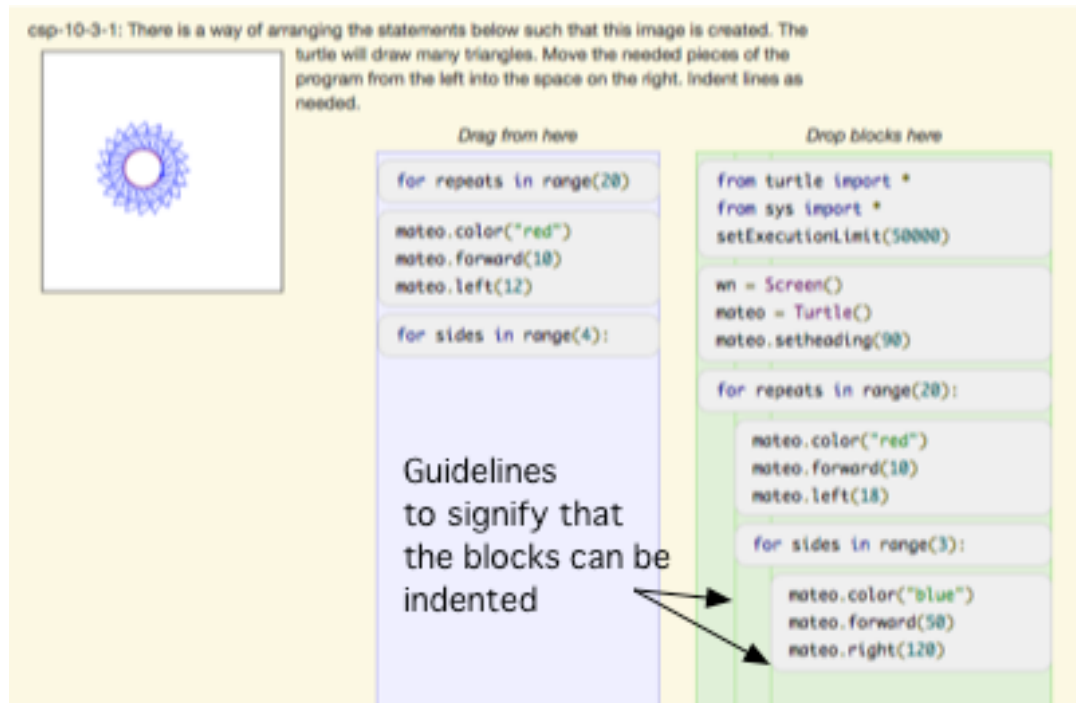 csp-10-3-1: There is a way of arranging the statements below such that this image is created. The
turtle will draw many triangles. Move the needed pieces of the
program from the left into the space on the right. Indent lines as
needed.
Drag from here
for repeats in range(20)
mateo.color("red")
mateo.forward(10)
mateo.left(12)
for sides in range(4):
Guidelines
to signify that
the blocks can be
indented
Drop blocks here
from turtle import *
from sys import *
setExecutionLimit(50000)
wn = Screen()
mateo = Turtle()
mateo.setheading(90)
for repeats in range(20):
mateo.color("red")
mateo.forward(10)
mateo.left(18)
for sides in range(3):
mateo.color("blue")
mateo.forward(50)
mateo.right(120)